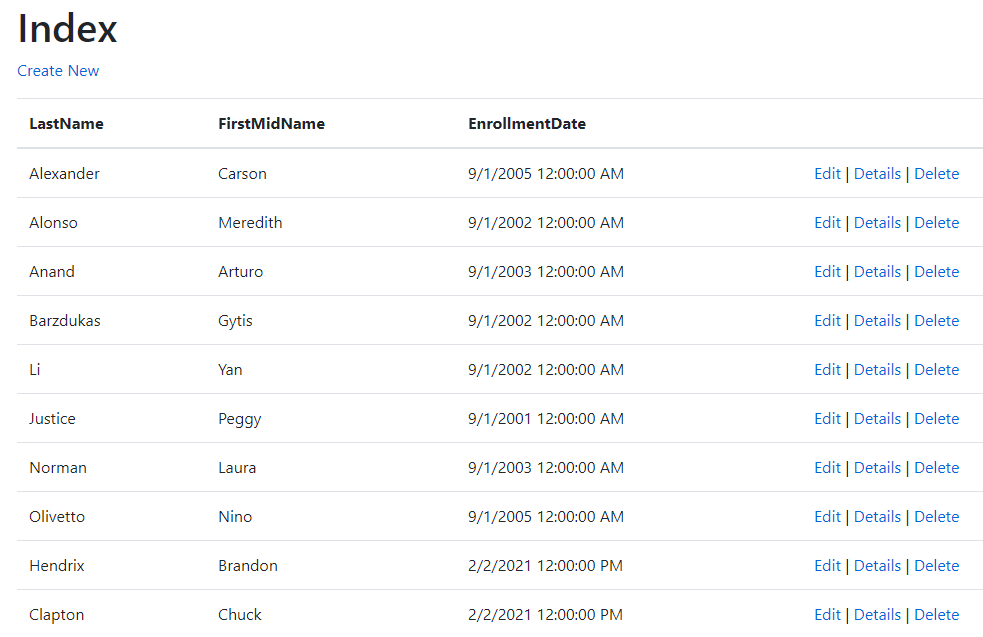 Index
Create New
LastName FirstMidName EnrollmentDate
Alexander Carson 9/1/2005 12:00:00 AM Edit | Details | Delete
Alonso Meredith 9/1/2002 12:00:00 AM Edit | Details | Delete
Anand Arturo 9/1/2003 12:00:00 AM Edit | Details | Delete
Barzdukas Gytis 9/1/2002 12:00:00 AM Edit | Details | Delete
Li Yan 9/1/2002 12:00:00 AM Edit | Details | Delete
Justice Peggy 9/1/2001 12:00:00 AM Edit | Details | Delete
Norman Laura 9/1/2003 12:00:00 AM Edit | Details | Delete
Olivetto Nino 9/1/2005 12:00:00 AM Edit | Details | Delete
Hendrix Brandon 2/2/2021 12:00:00 PM Edit | Details | Delete
Clapton Chuck 2/2/2021 12:00:00 PM Edit | Details | Delete